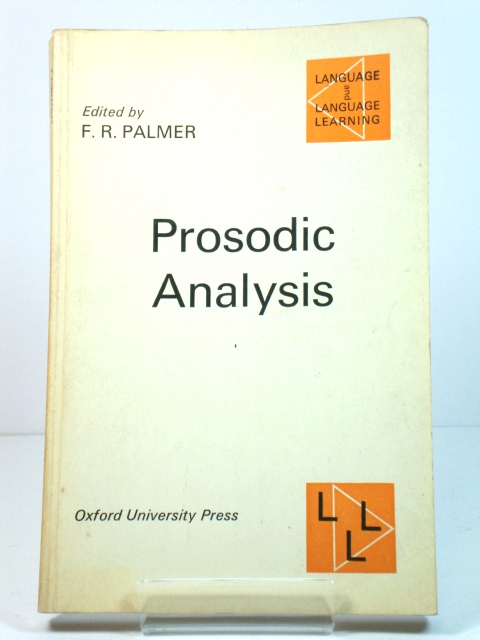 LANGUAGE
and
LANGUAGE
LEARNING
Edited by
F. R. PALMER
Prosodic
Analysis
Oxford University Press
L
L
L